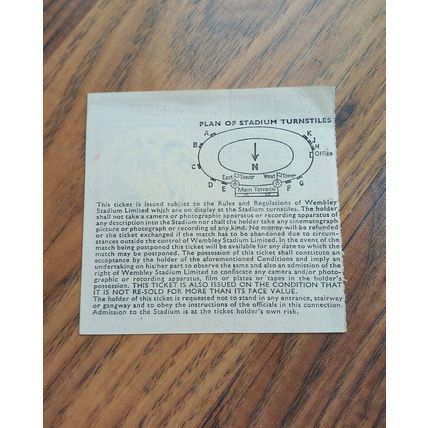 PLAN OF STADIUM TURNSTILES
A
K
J
B
H
Office
N
C
East Tower
West Tower
D
E
Main Terrace
F
G
This ticket is issued subject to the Rules and Regulations of Wembley
Stadium Limited which are on display at the Stadium turnstiles. The holder
shall not take a camera or photographic apparatus or recording apparatus of
any description into the Stadium nor shall the holder take any cinematograph
picture or photograph or recording of any kind. No money will be refunded
or the ticket exchanged if the match has to be abandoned due to circum-
stances outside the control of Wembley Stadium Limited. In the event of the
match being postponed this ticket will be available for any date to which the
match may be postponed. The possession of this ticket shall constitute an
acceptance by the holder of the aforementioned Conditions and imply an
undertaking on his/her part to observe the same and also an admission of the
right of Wembley Stadium Limited to confiscate any camera and/or photo-
graphic or recording apparatus, film or plates or tapes in the holder's
possession. THIS TICKET IS ALSO ISSUED ON THE CONDITION THAT
IT IS NOT RE-SOLD FOR MORE THAN ITS FACE VALUE.
The holder of this ticket is requested not to stand in any entrance, stairway
or gangway and to obey the instructions of the officials in this connection.
Admission to the Stadium is at the ticket holder's own risk.